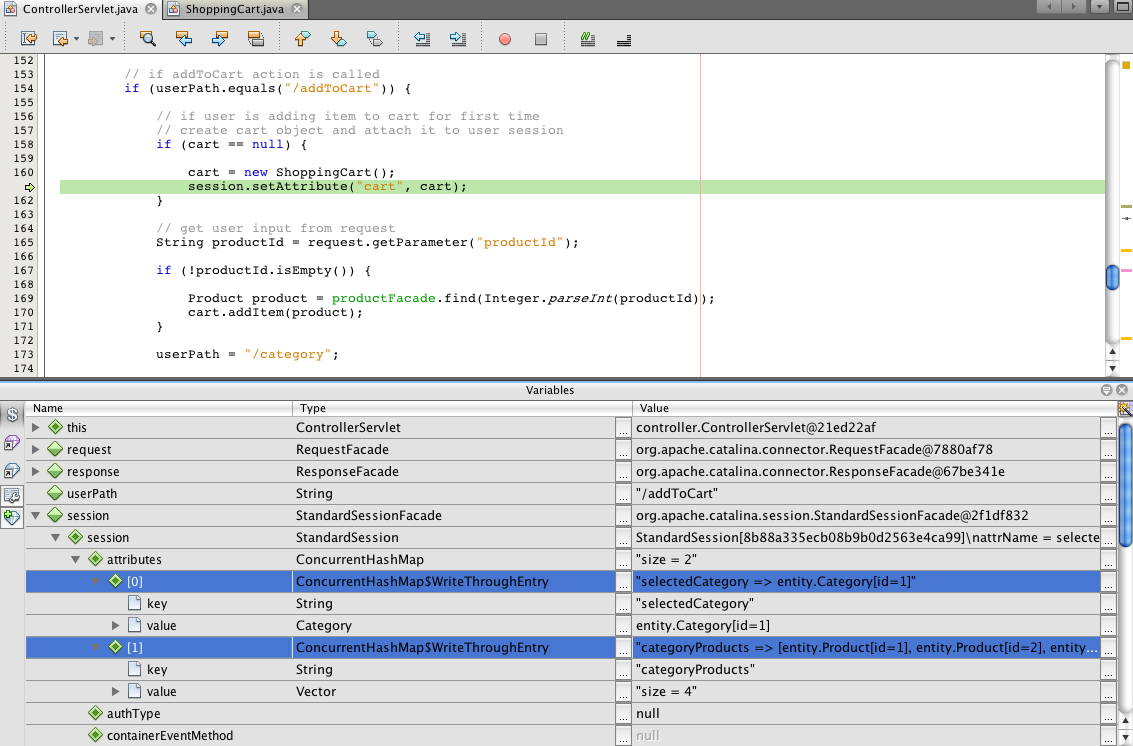 ControllerServlet.java ShoppingCart.java
152
153 // if addToCart action is called
154 if (userPath.equals("/addToCart")) {
155
156 // if user is adding item to cart for first time
157 // create cart object and attach it to user session
158 if (cart == null) {
159
160 cart = new ShoppingCart();
session.setAttribute("cart", cart);
162 }
163
164 // get user input from request
165 String productId = request.getParameter("productId");
166
167 if (!productId.isEmpty()) {
168
169 Product product = productFacade.find(Integer.parseInt(productId));
170 cart.addItem(product);
171 }
172
173 userPath = "/category";
174
Variables
Name Type Value
this ControllerServlet ... controller.ControllerServlet@21ed22af ...
request RequestFacade ... org.apache.catalina.connector.RequestFacade@7880af78 ...
response ResponseFacade ... org.apache.catalina.connector.ResponseFacade@67be341e ...
userPath String ... "/addToCart" ...
session StandardSessionFacade ... org.apache.catalina.session.StandardSessionFacade@2f1df832 ...
session StandardSession ... StandardSession[8b88a335ecb08b9b0d2563e4ca99]\nattrName = selecte ...
attributes ConcurrentHashMap ... "size = 2" ...
[0] ConcurrentHashMap$WriteThroughEntry ... "selectedCategory => entity.Category[id=1]" ...
key String ... "selectedCategory" ...
value Category ... entity.Category[id=1] ...
[1] ConcurrentHashMap$WriteThroughEntry ... "categoryProducts => [entity.Product[id=1], entity.Product[id=2], entity... ...
key String ... "categoryProducts" ...
value Vector ... "size = 4" ...
authType ... null ...
containerEventMethod ... null ...